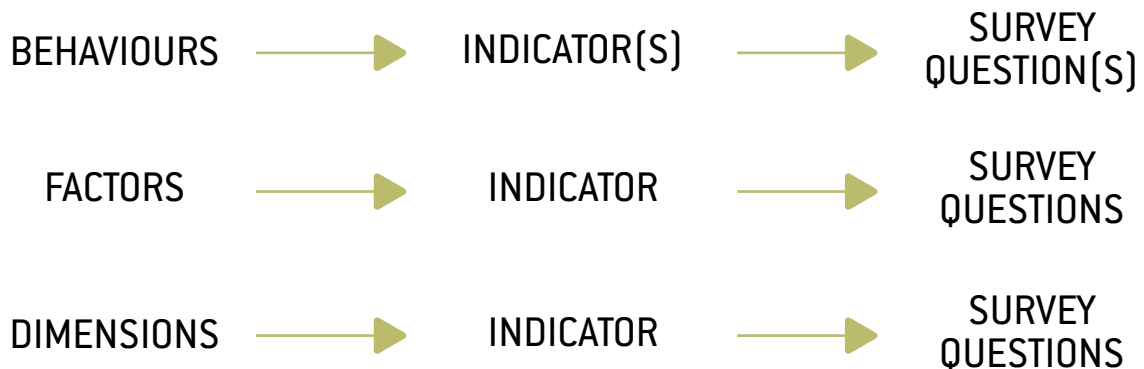 BEHAVIOURS
INDICATOR(S)
SURVEY
QUESTION(S)
FACTORS
INDICATOR
SURVEY
QUESTIONS
DIMENSIONS
INDICATOR
SURVEY
QUESTIONS